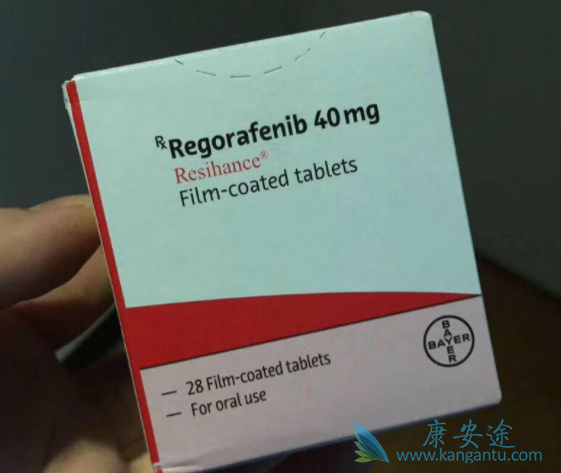 ℞ Regorafenib 40 mg
Resihance®
Film-coated tablets
BAYER
BAYER
— 28 Film-coated tablets
— For oral use
康安途
www.kangantu.com